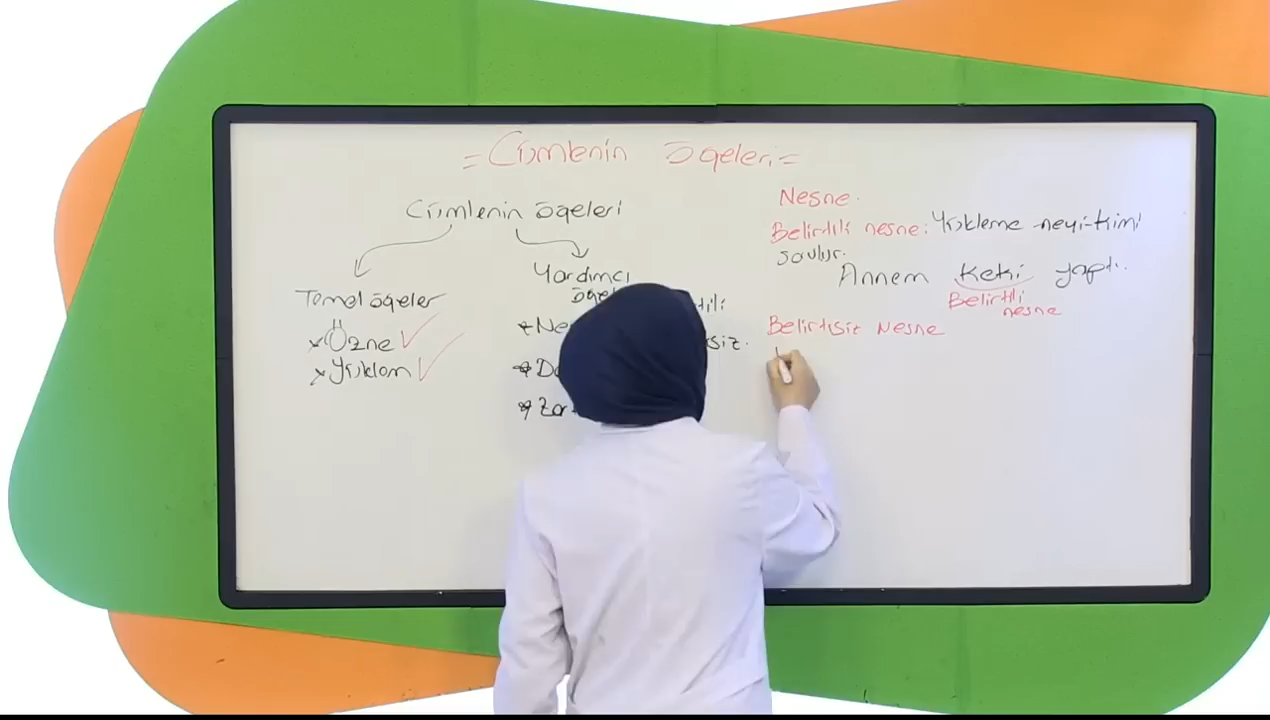 = Cümlenin Ögeleri =
Cümlenin ögeleri
Temel ögeler
* Özne ✓
* Yüklem ✓
Yardımcı
Nesne.
Belirtili nesne: Yükleme neyi-kimi
sorulur.
Annem keki yaptı.
Belirtili
nesne
Belirtisiz Nesne